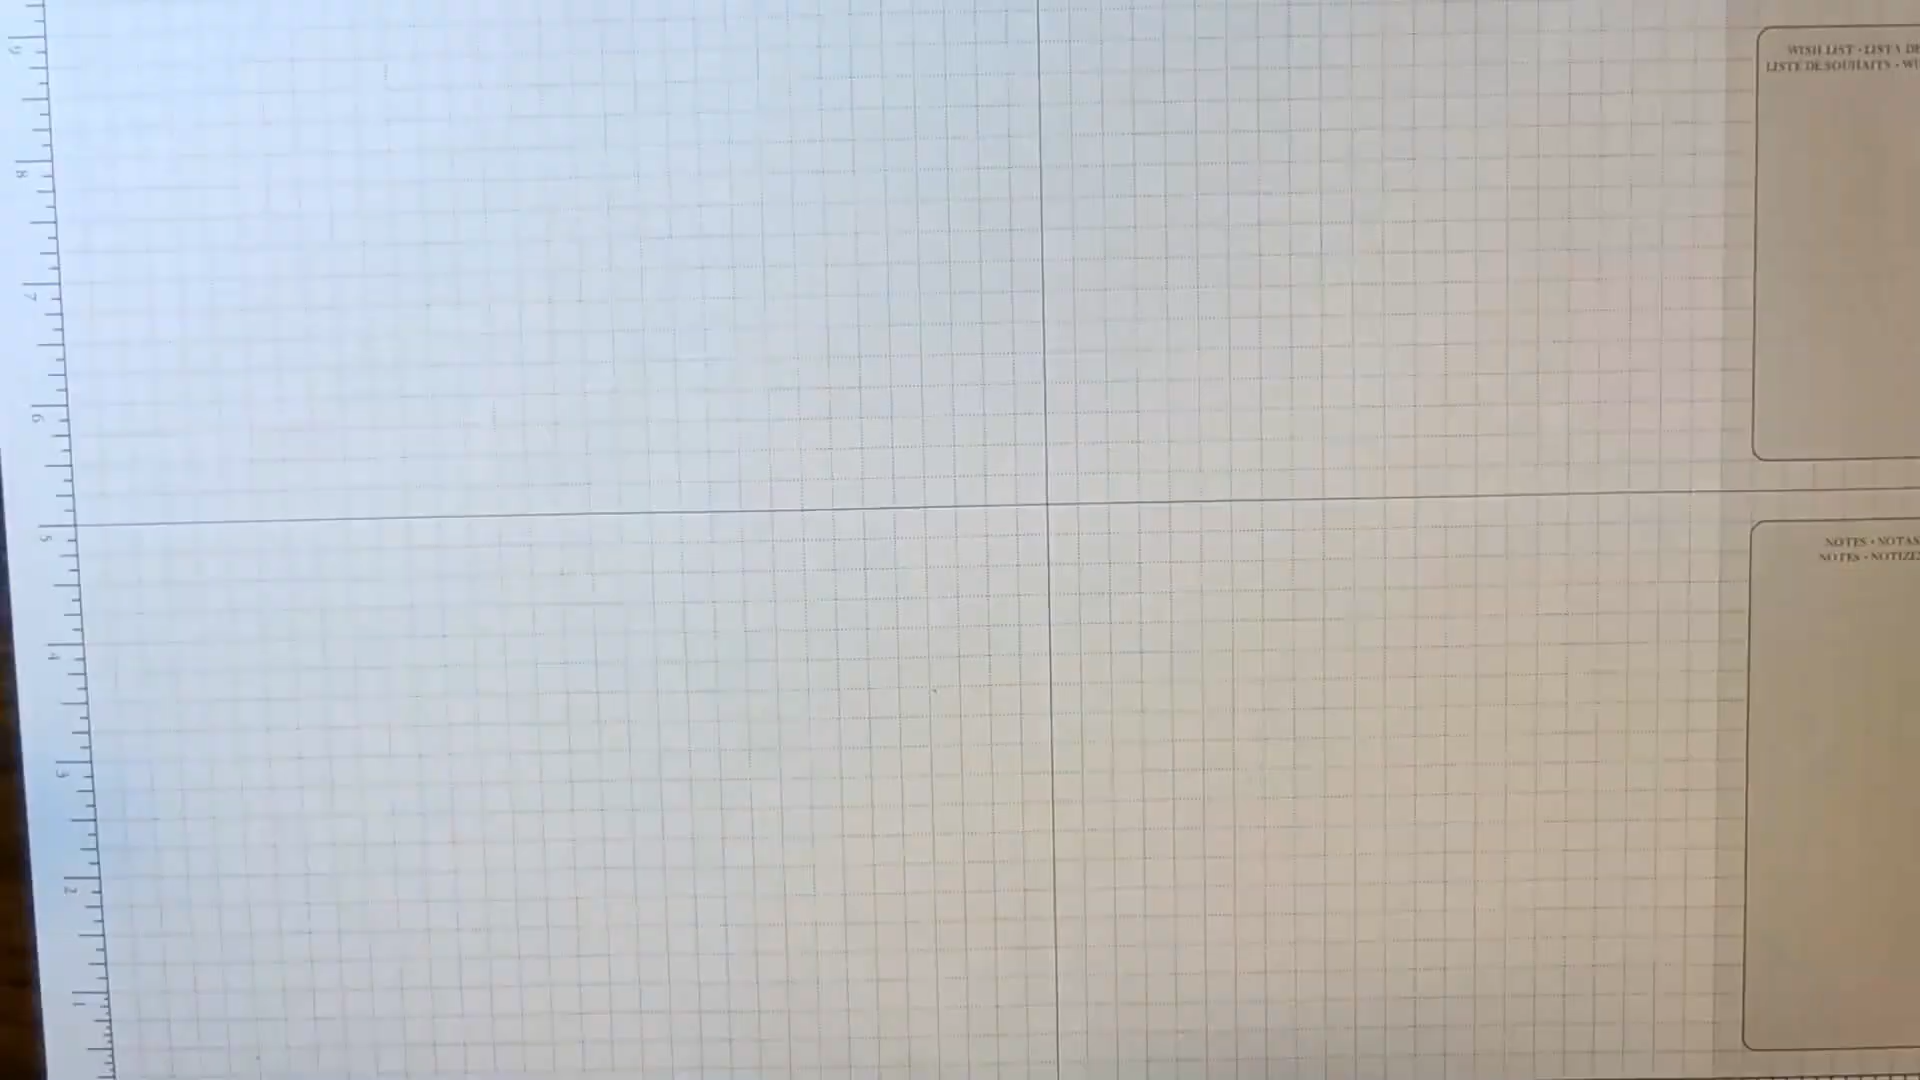 WISH LIST • LISTA DE
LISTE DE SOUHAITS •
NOTES • NOTAS
NOTES • NOTIZEN
9
8
7
6
5
4
3
2
1